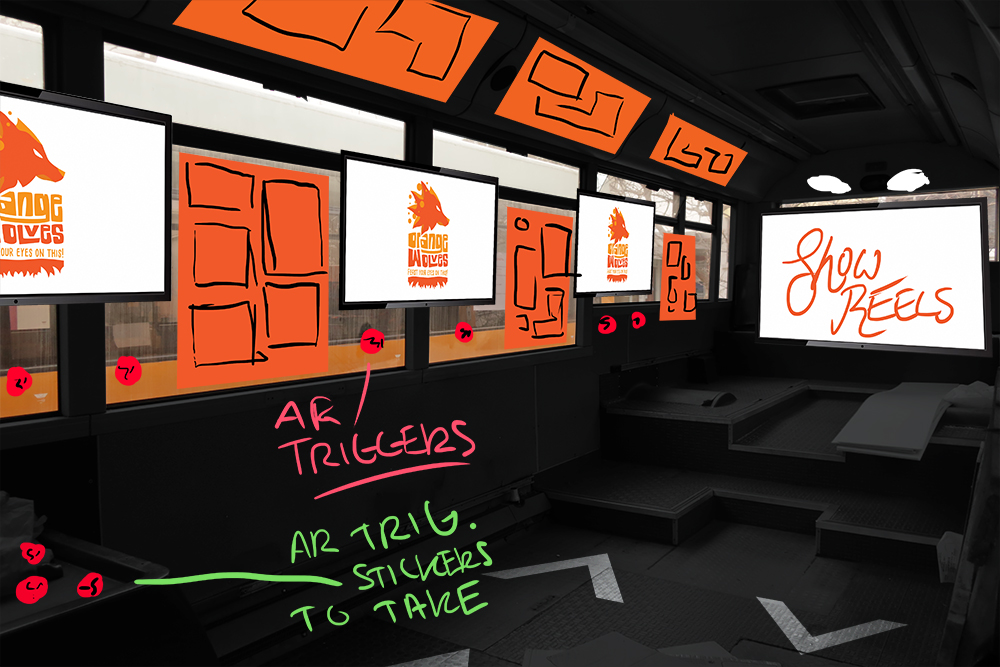 ange
olves
YOUR EYES ON THIS!
ORANGE
WOLVES
FEAST YOUR EYES ON THIS!
ORANGE
WOLVES
SHOW
REELS
AR
TRIGGERS
AR TRIG.
STICKERS
TO TAKE